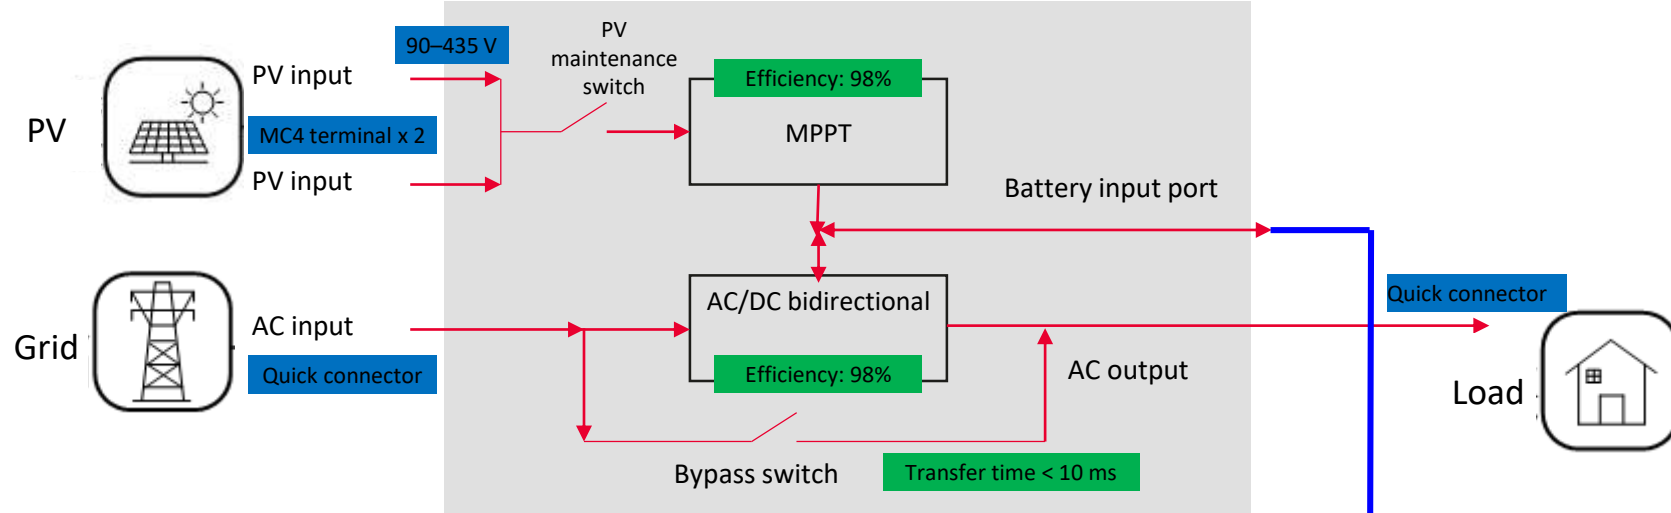 90–435 V
PV
maintenance
switch
PV input
Efficiency: 98%
PV
MC4 terminal x 2
MPPT
PV input
Battery input port
Quick connector
AC/DC bidirectional
AC input
Grid
Quick connector
Efficiency: 98%
AC output
Load
Bypass switch
Transfer time < 10 ms